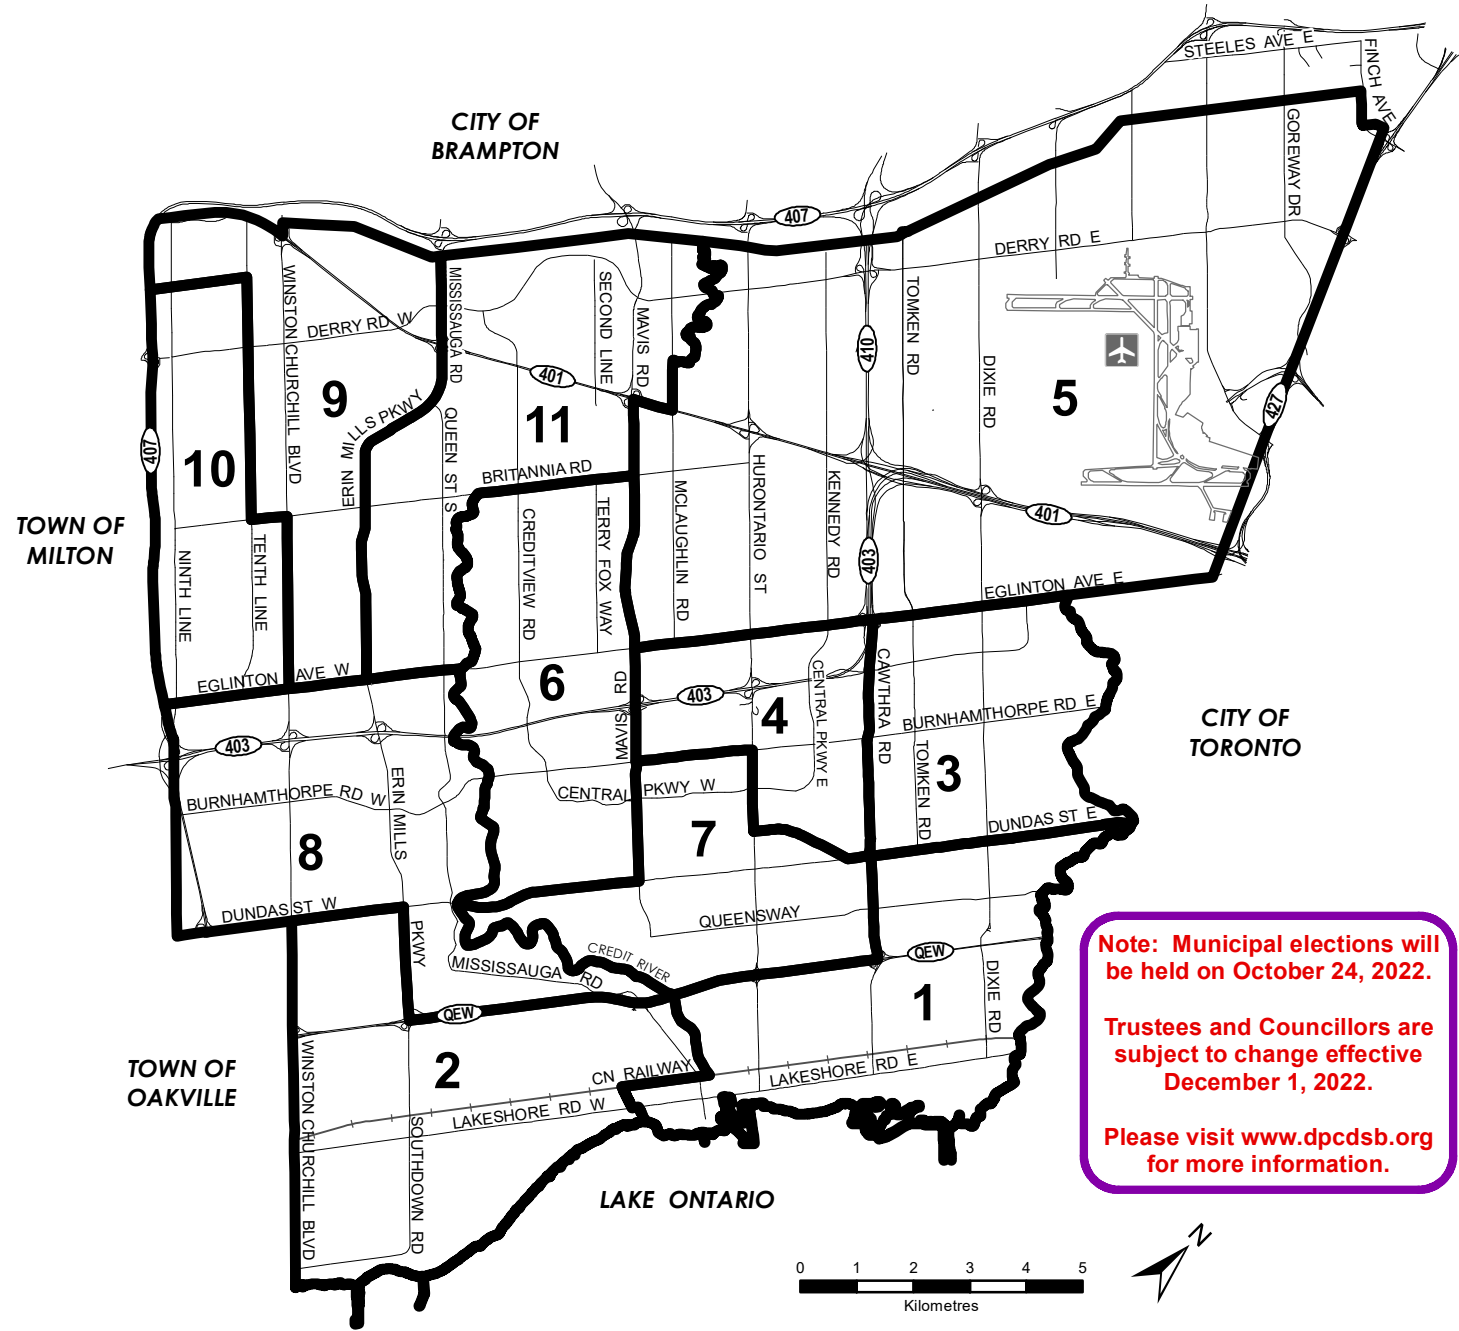 STEELES AVE E
FINCH AVE
CITY OF
BRAMPTON
GOREWAY DR
407
DERRY RD E
MISSISSAUGA RD
SECOND LINE
MAVIS RD
TOMKEN RD
WINSTON CHURCHILL BLVD
DERRY RD W
410
DIXIE RD
401
5
9
ERIN MILLS PKWY
427
11
QUEEN ST S
407
10
BRITANNIA RD
HURONTARIO ST
KENNEDY RD
MCLAUGHLIN RD
TERRY FOX WAY
CREDITVIEW RD
401
TOWN OF
MILTON
NINTH LINE
TENTH LINE
403
EGLINTON AVE E
EGLINTON AVE W
6
MAVIS RD
403
CENTRAL PKWY E
CAWTHRA RD
4
BURNHAMTHORPE RD E
CITY OF
TORONTO
403
TOMKEN RD
3
BURNHAMTHORPE RD W
ERIN MILLS PKWY
CENTRAL PKWY W
DUNDAS ST E
8
7
DUNDAS ST W
QUEENSWAY
CREDIT RIVER
MISSISSAUGA RD
QEW
DIXIE RD
1
QEW
Note: Municipal elections will
be held on October 24, 2022.
Trustees and Councillors are
subject to change effective
December 1, 2022.
Please visit www.dpcdsb.org
for more information.
TOWN OF
OAKVILLE
2
WINSTON CHURCHILL BLVD
CN RAILWAY
LAKESHORE RD E
LAKESHORE RD W
SOUTHDOWN RD
LAKE ONTARIO
N
0 1 2 3 4 5
Kilometres